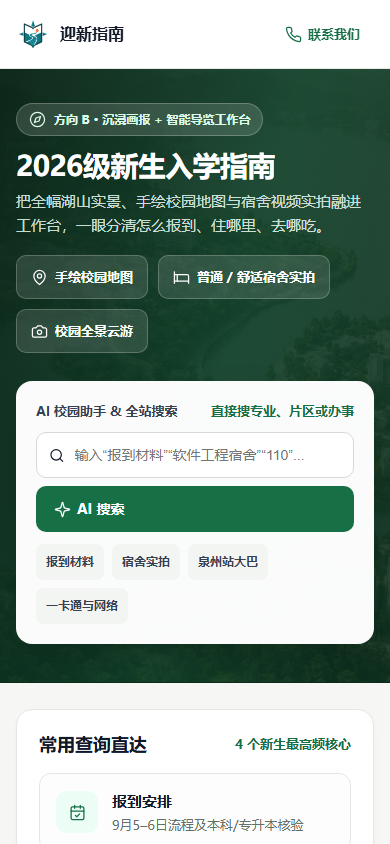 迎新指南
联系我们
方向 B • 沉浸画报 + 智能导览工作台
2026级新生入学指南
把全幅湖山实景、手绘校园地图与宿舍视频实拍融进
工作台，一眼分清怎么报到、住哪里、去哪吃。
手绘校园地图
普通 / 舒适宿舍实拍
校园全景云游
AI 校园助手 & 全站搜索
直接搜专业、片区或办事
输入“报到材料”“软件工程宿舍”“110”...
AI 搜索
报到材料
宿舍实拍
泉州站大巴
一卡通与网络
常用查询直达
4 个新生最高频核心
报到安排
9月5–6日流程及本科/专升本核验